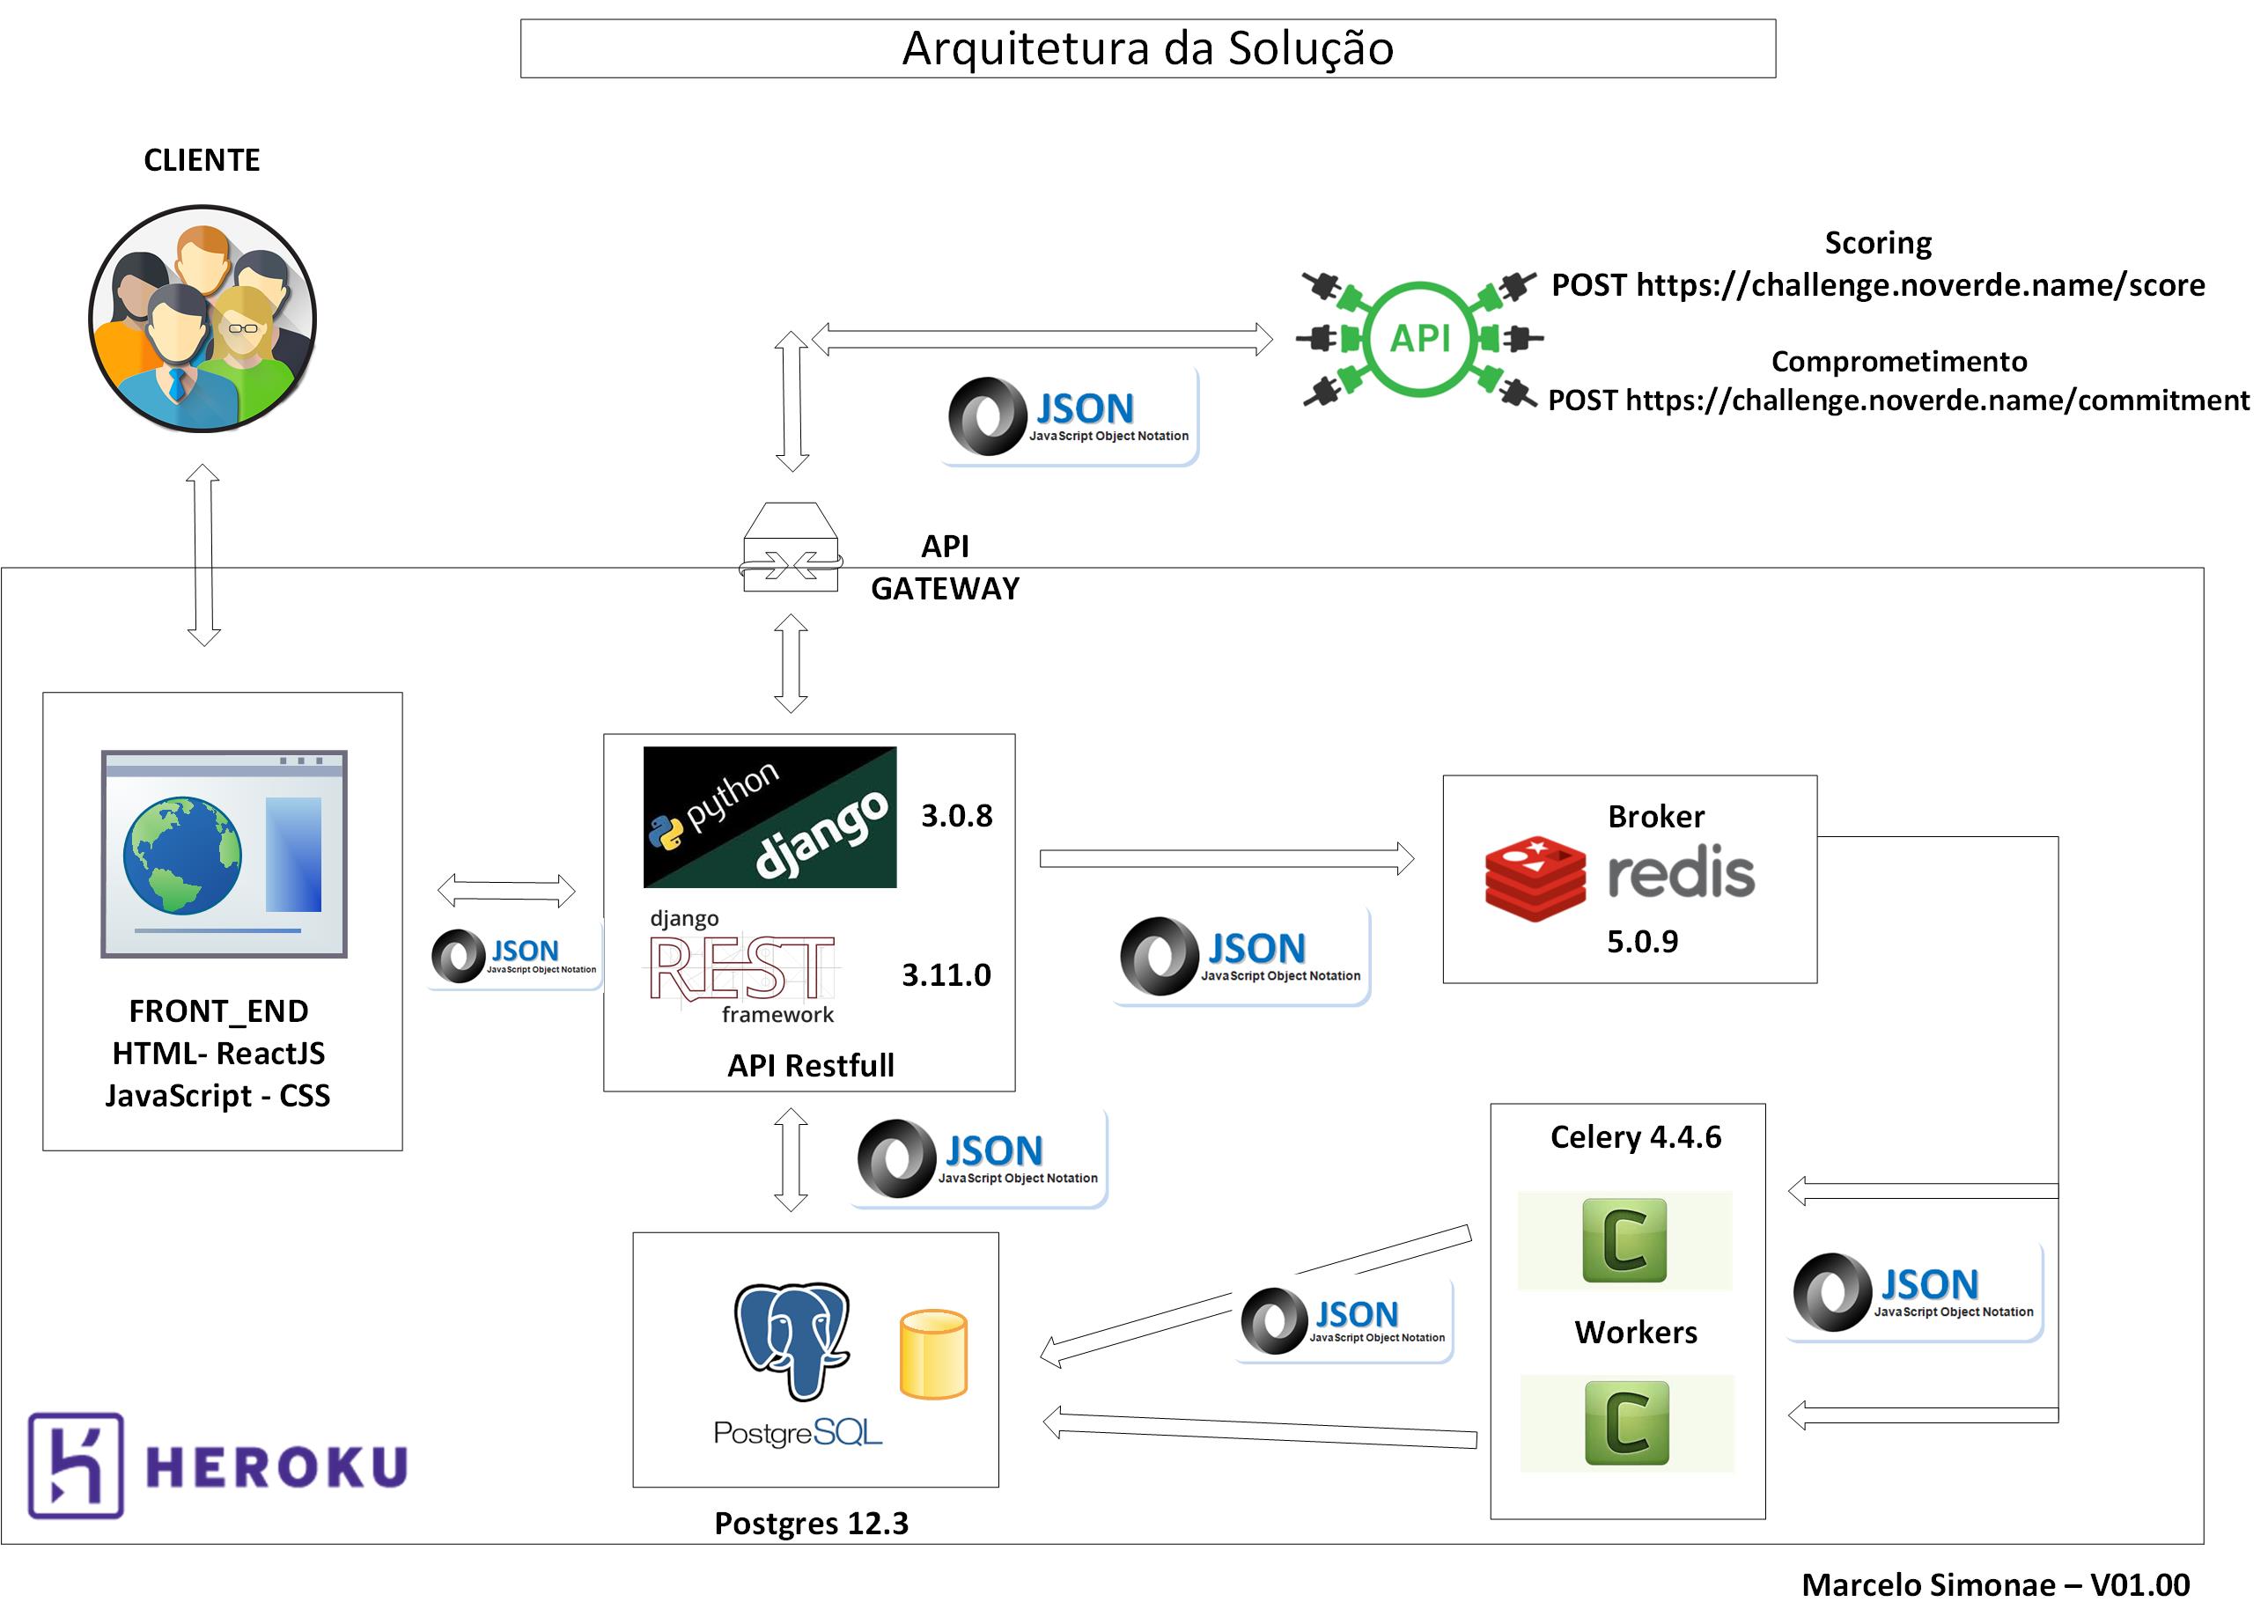 Arquitetura da Solução
CLIENTE
Scoring
POST https://challenge.noverde.name/score
API
Comprometimento
POST https://challenge.noverde.name/commitment
JSON
JavaScript Object Notation
API
GATEWAY
python
django
3.0.8
django
REST
framework
3.11.0
API Restfull
JSON
JavaScript Object Notation
FRONT_END
HTML- ReactJS
JavaScript - CSS
JSON
JavaScript Object Notation
Broker
redis
5.0.9
JSON
JavaScript Object Notation
Celery 4.4.6
C
Workers
C
JSON
JavaScript Object Notation
JSON
JavaScript Object Notation
PostgreSQL
Postgres 12.3
HEROKU
Marcelo Simonae – V01.00